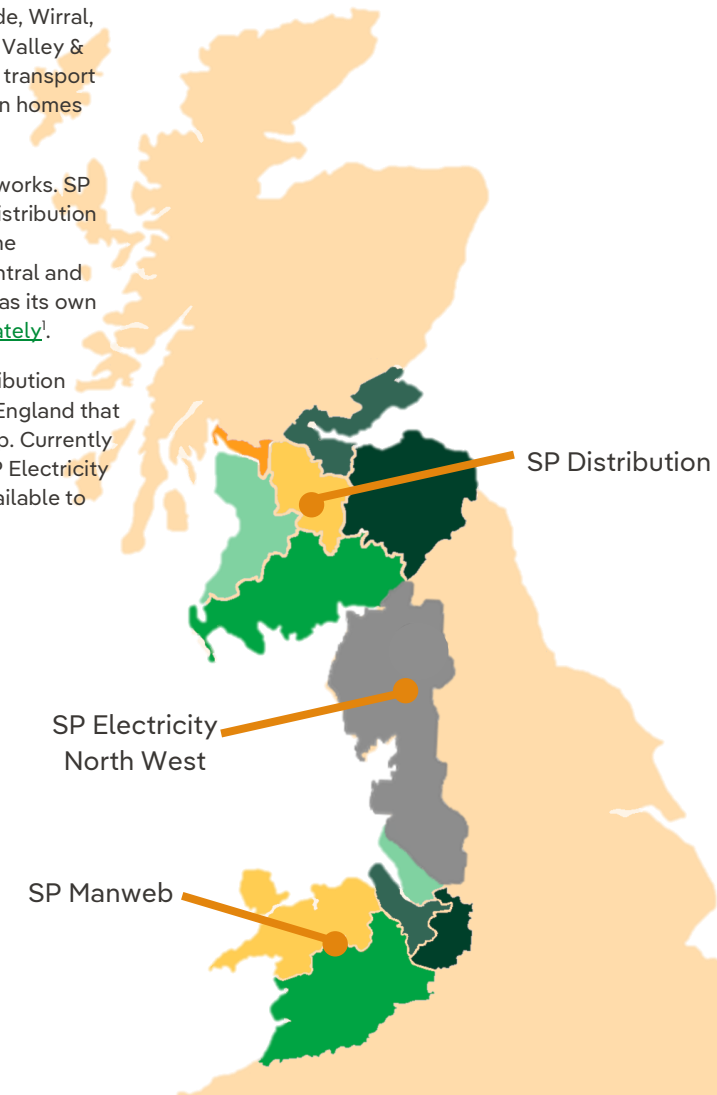 de, Wirral,
Valley &
transport
n homes
works. SP
istribution
ne
ntral and
as its own
ately¹.
ibution
England that
p. Currently
P Electricity
ailable to
SP Distribution
SP Electricity
North West
SP Manweb